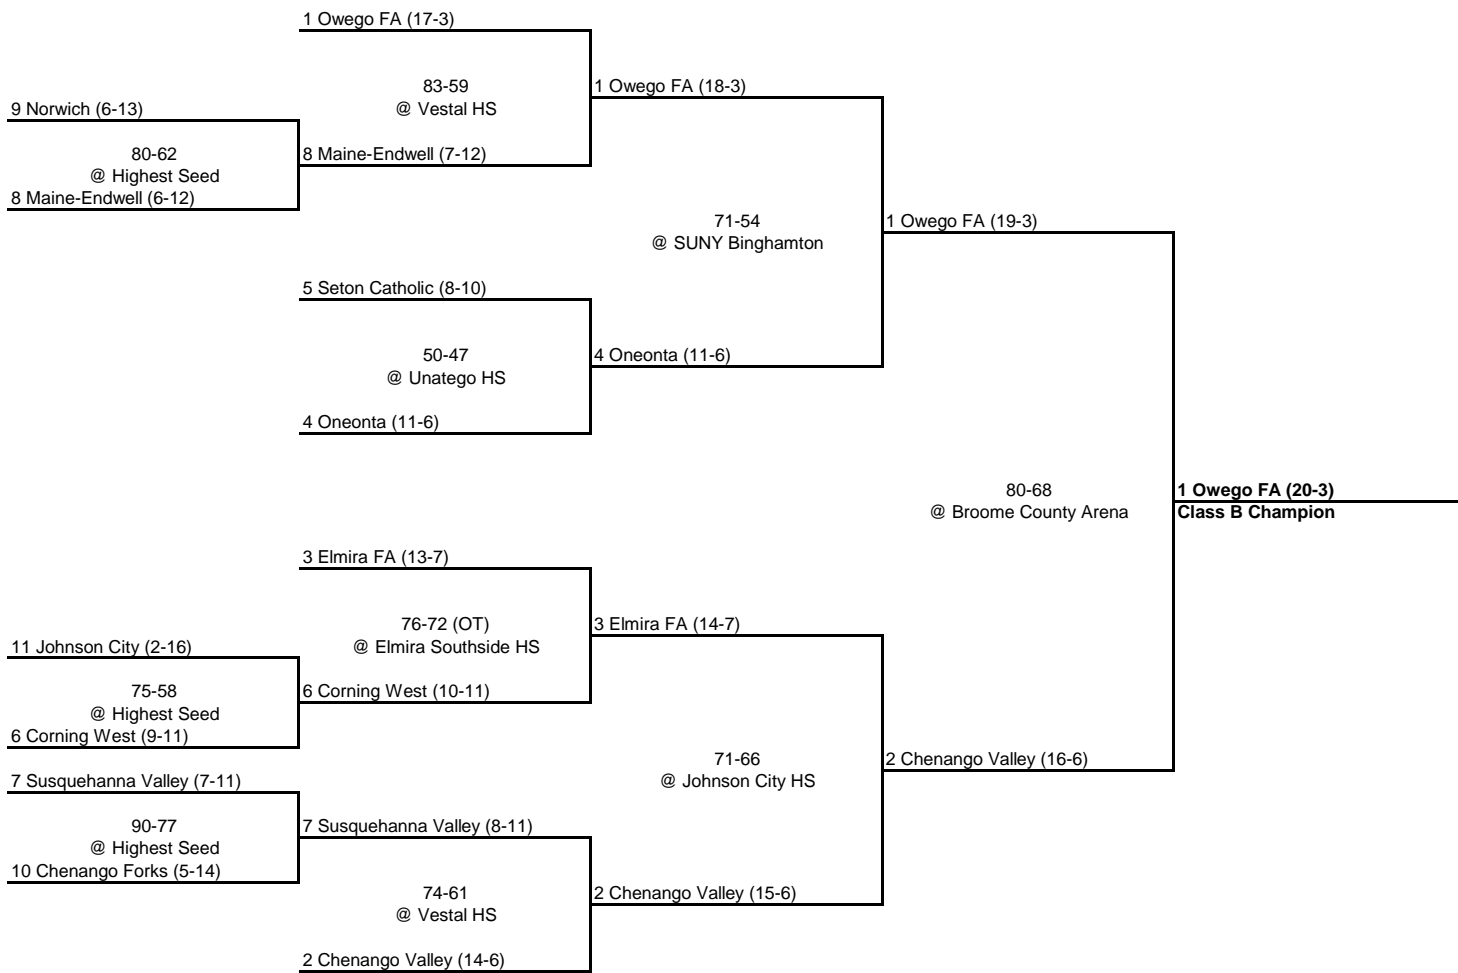 1 Owego FA (17-3)
83-59
@ Vestal HS
1 Owego FA (18-3)
9 Norwich (6-13)
80-62
@ Highest Seed
8 Maine-Endwell (7-12)
8 Maine-Endwell (6-12)
71-54
@ SUNY Binghamton
1 Owego FA (19-3)
5 Seton Catholic (8-10)
50-47
@ Unatego HS
4 Oneonta (11-6)
4 Oneonta (11-6)
80-68
@ Broome County Arena
1 Owego FA (20-3)
Class B Champion
3 Elmira FA (13-7)
76-72 (OT)
@ Elmira Southside HS
3 Elmira FA (14-7)
11 Johnson City (2-16)
75-58
@ Highest Seed
6 Corning West (10-11)
6 Corning West (9-11)
71-66
@ Johnson City HS
2 Chenango Valley (16-6)
7 Susquehanna Valley (7-11)
90-77
@ Highest Seed
7 Susquehanna Valley (8-11)
10 Chenango Forks (5-14)
74-61
@ Vestal HS
2 Chenango Valley (15-6)
2 Chenango Valley (14-6)